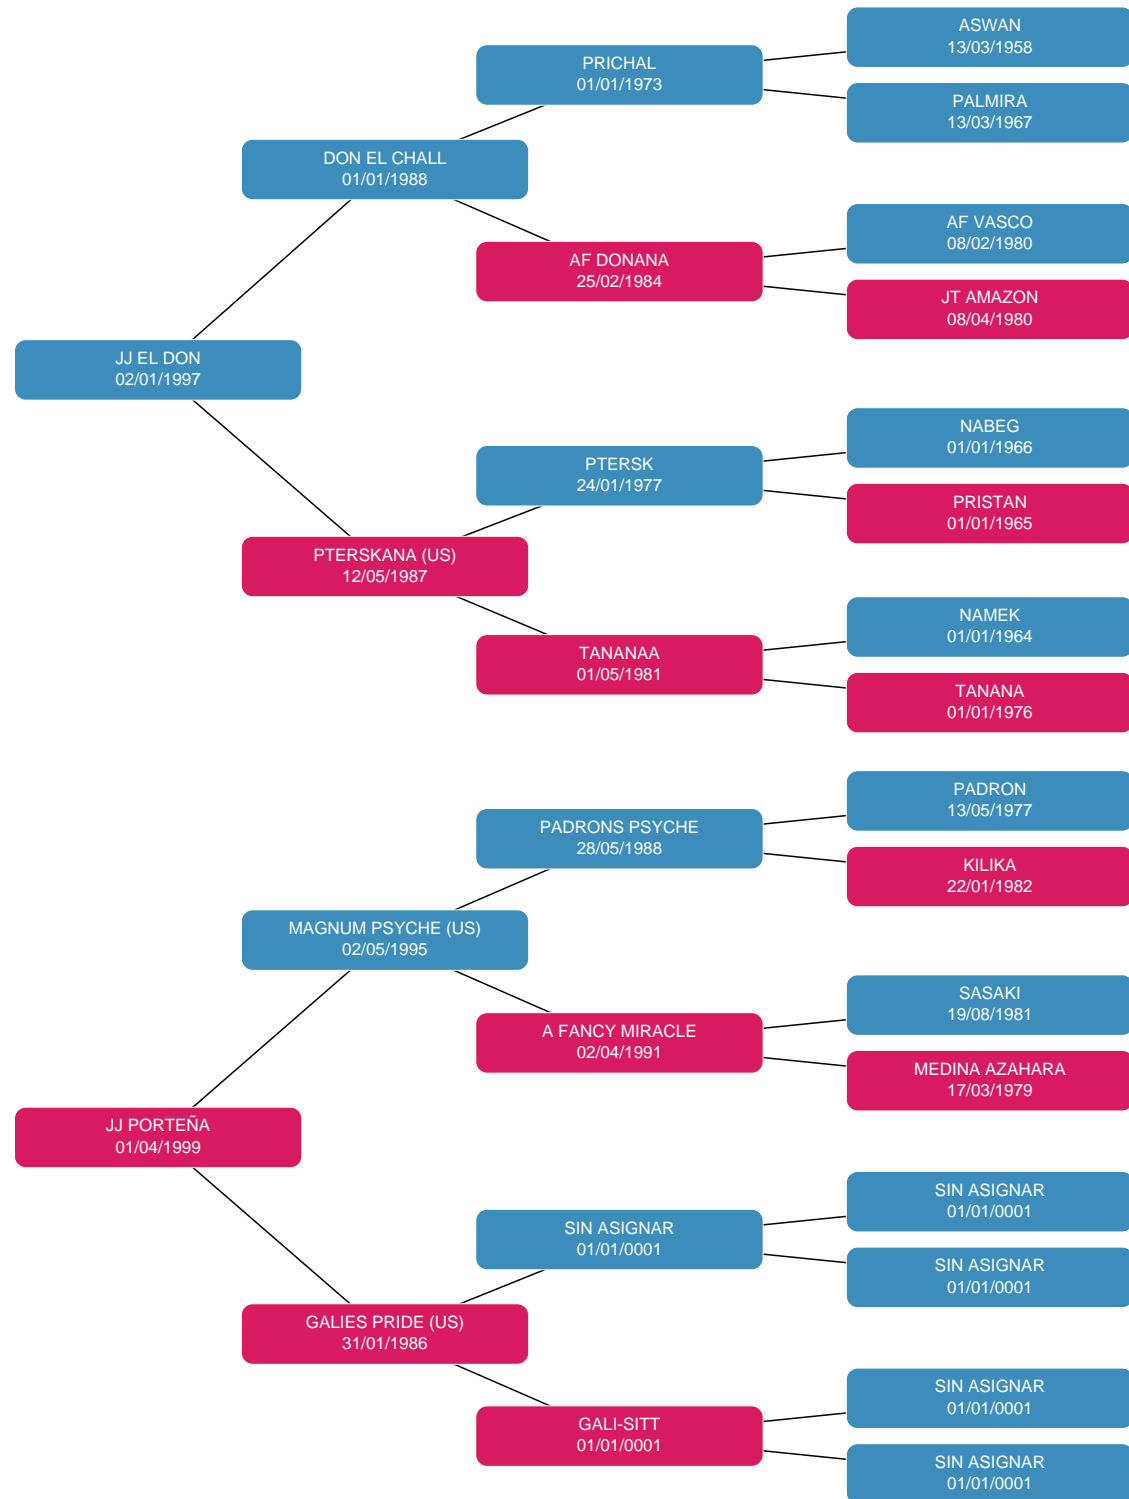 ASWAN
13/03/1958
PRICHAL
01/01/1973
PALMIRA
13/03/1967
DON EL CHALL
01/01/1988
AF VASCO
08/02/1980
AF DONANA
25/02/1984
JT AMAZON
08/04/1980
JJ EL DON
02/01/1997
NABEG
01/01/1966
PTERSK
24/01/1977
PRISTAN
01/01/1965
PTERSKANA (US)
12/05/1987
NAMEK
01/01/1964
TANANAA
01/05/1981
TANANA
01/01/1976
PADRON
13/05/1977
PADRONS PSYCHE
28/05/1988
KILIKA
22/01/1982
MAGNUM PSYCHE (US)
02/05/1995
SASAKI
19/08/1981
A FANCY MIRACLE
02/04/1991
MEDINA AZAHARA
17/03/1979
JJ PORTEÑA
01/04/1999
SIN ASIGNAR
01/01/0001
SIN ASIGNAR
01/01/0001
SIN ASIGNAR
01/01/0001
GALIES PRIDE (US)
31/01/1986
SIN ASIGNAR
01/01/0001
GALI-SITT
01/01/0001
SIN ASIGNAR
01/01/0001